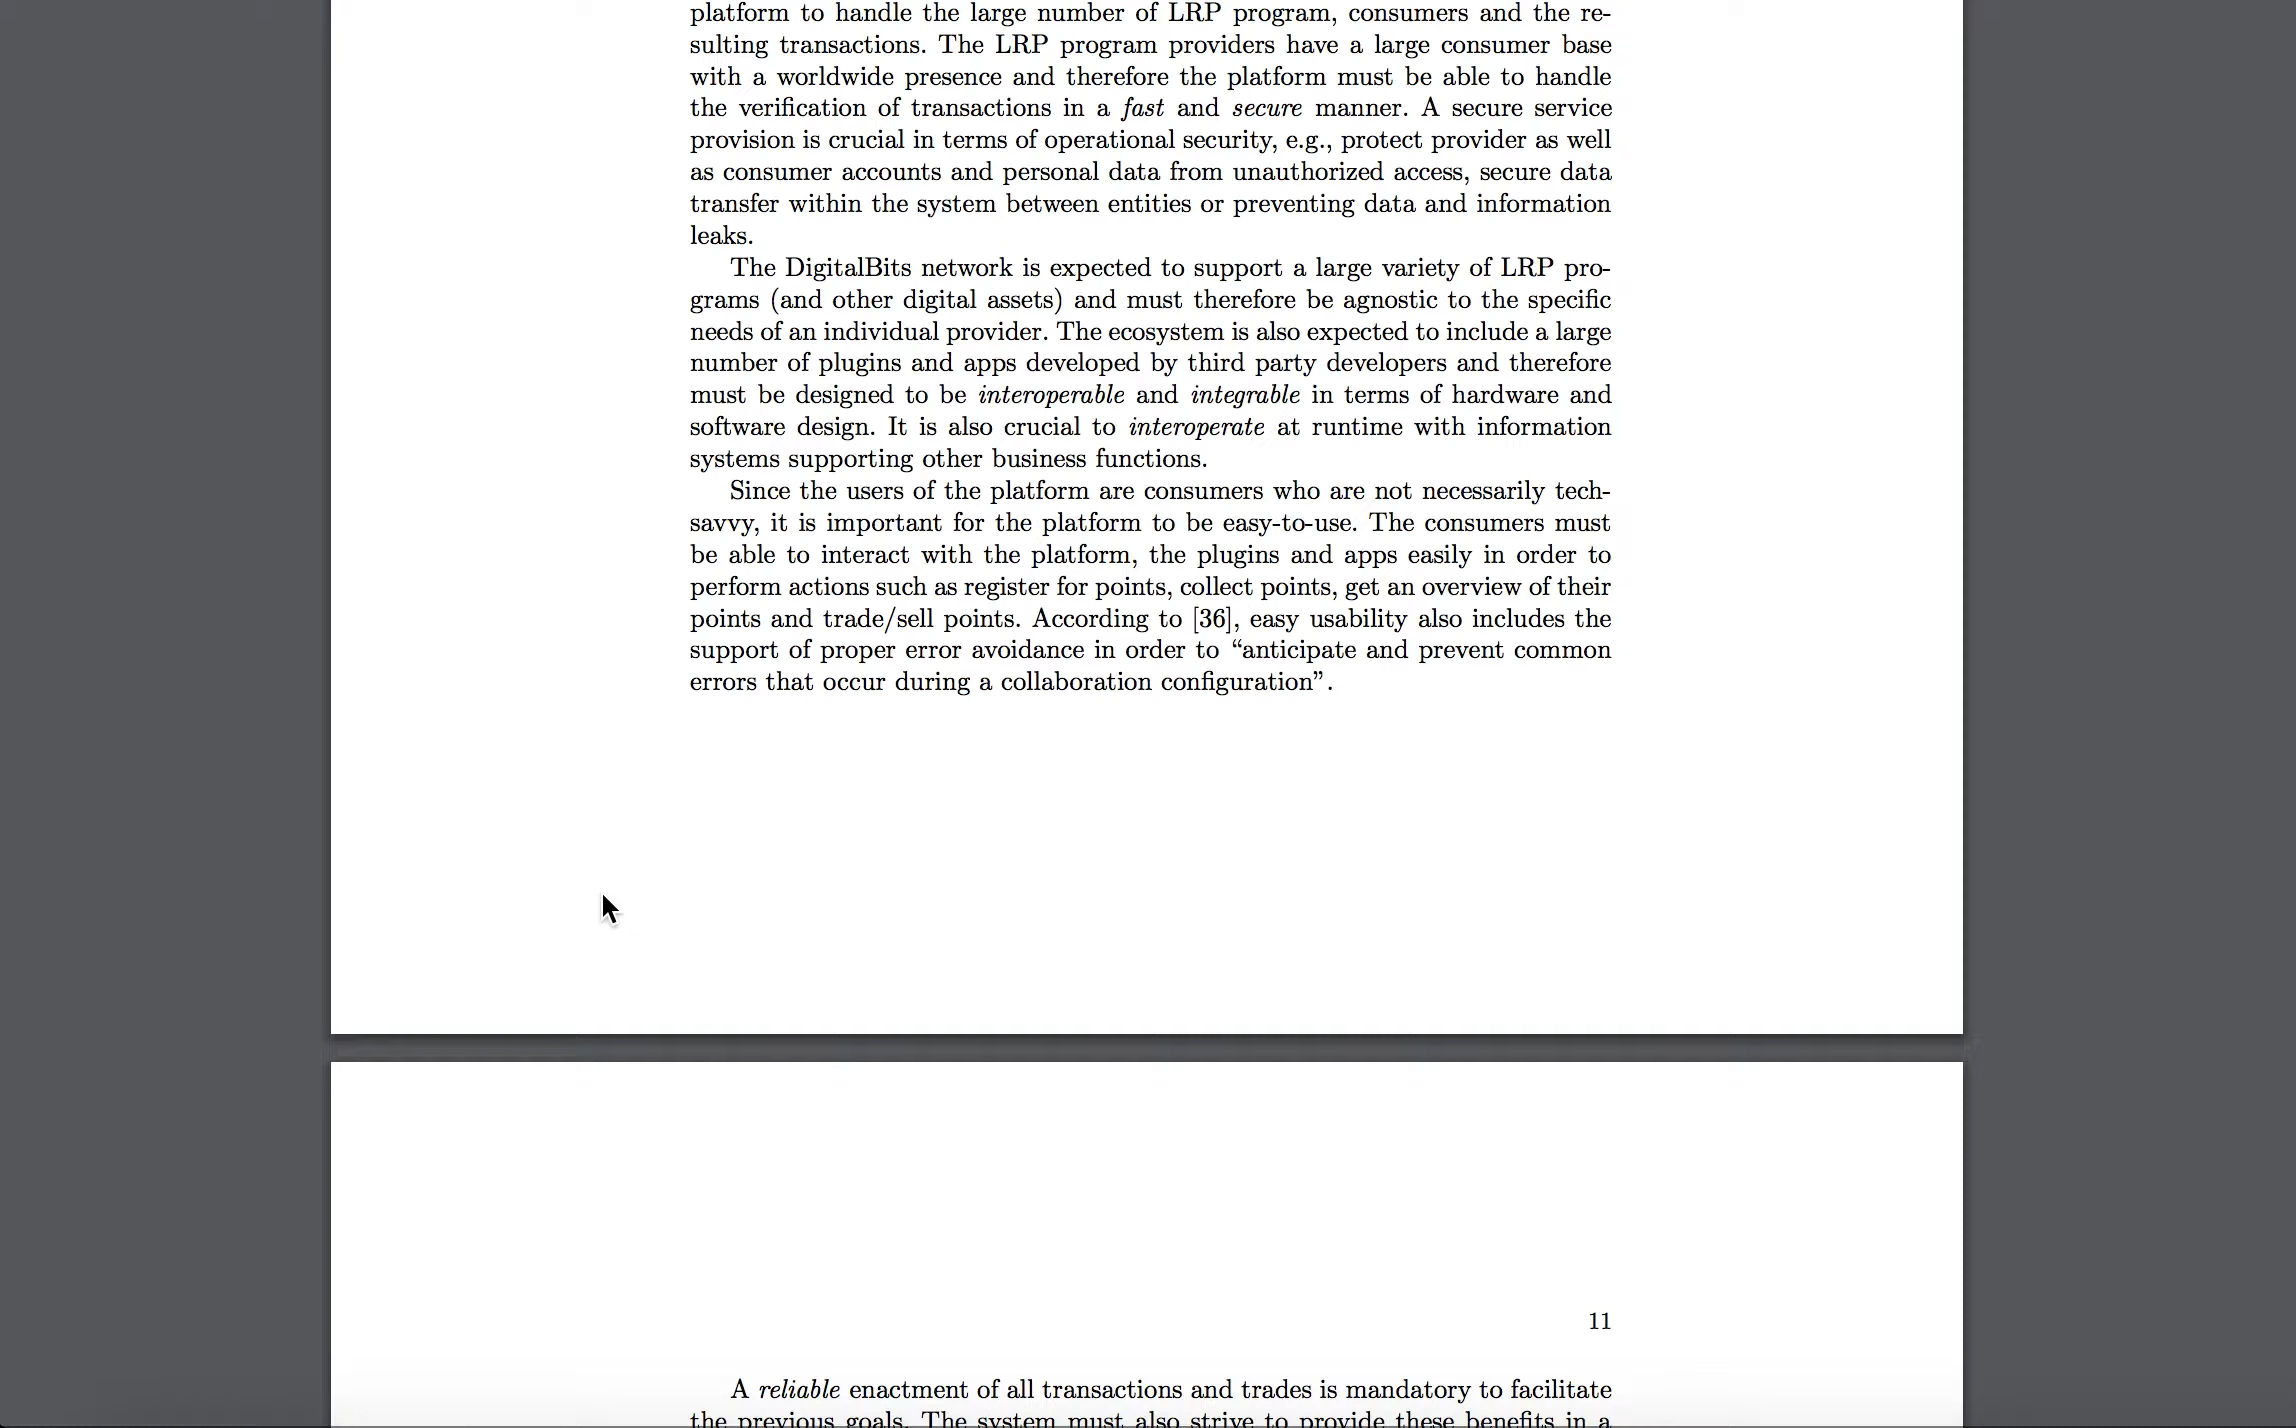 platform to handle the large number of LRP program, consumers and the re-
sulting transactions. The LRP program providers have a large consumer base
with a worldwide presence and therefore the platform must be able to handle
the verification of transactions in a fast and secure manner. A secure service
provision is crucial in terms of operational security, e.g., protect provider as well
as consumer accounts and personal data from unauthorized access, secure data
transfer within the system between entities or preventing data and information
leaks.
The DigitalBits network is expected to support a large variety of LRP pro-
grams (and other digital assets) and must therefore be agnostic to the specific
needs of an individual provider. The ecosystem is also expected to include a large
number of plugins and apps developed by third party developers and therefore
must be designed to be interoperable and integrable in terms of hardware and
software design. It is also crucial to interoperate at runtime with information
systems supporting other business functions.
Since the users of the platform are consumers who are not necessarily tech-
savvy, it is important for the platform to be easy-to-use. The consumers must
be able to interact with the platform, the plugins and apps easily in order to
perform actions such as register for points, collect points, get an overview of their
points and trade/sell points. According to [36], easy usability also includes the
support of proper error avoidance in order to “anticipate and prevent common
errors that occur during a collaboration configuration”.
11
A reliable enactment of all transactions and trades is mandatory to facilitate
the previous goals. The system must also strive to provide these benefits in a